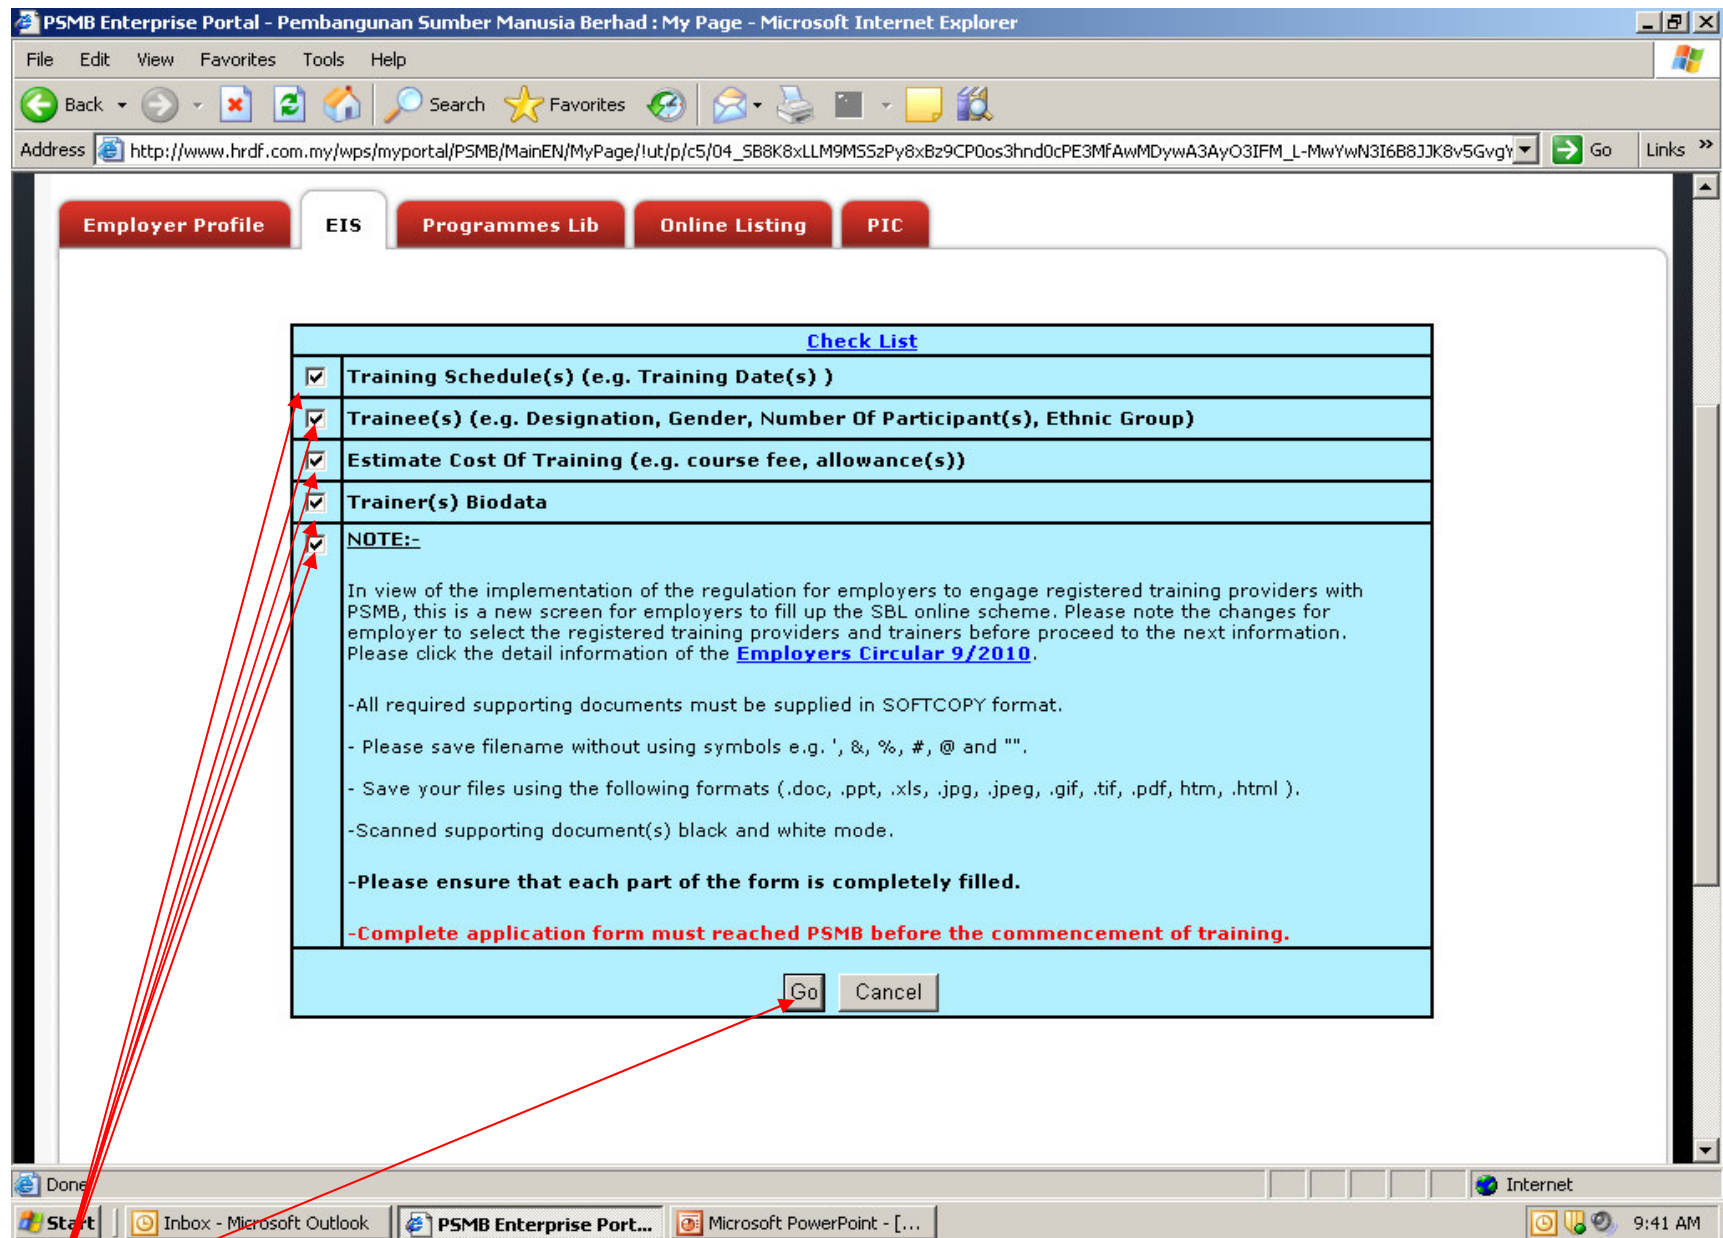 PSMB Enterprise Portal - Pembangunan Sumber Manusia Berhad : My Page - Microsoft Internet Explorer
File Edit View Favorites Tools Help
Back Search Favorites
Address http://www.hrdf.com.my/wps/myportal/PSMB/MainEN/MyPage/!ut/p/c5/04_SB8K8xLLM9MSSzPy8xBz9CP0os3hnd0cPE3MfAwMDywA3AyO3IFM_L-MwYwN3I6B8JJK8v5GvgY Go Links »
Employer Profile EIS Programmes Lib Online Listing PIC
Check List
Training Schedule(s) (e.g. Training Date(s) )
Trainee(s) (e.g. Designation, Gender, Number Of Participant(s), Ethnic Group)
Estimate Cost Of Training (e.g. course fee, allowance(s))
Trainer(s) Biodata
NOTE:-
In view of the implementation of the regulation for employers to engage registered training providers with
PSMB, this is a new screen for employers to fill up the SBL online scheme. Please note the changes for
employer to select the registered training providers and trainers before proceed to the next information.
Please click the detail information of the Employers Circular 9/2010.
-All required supporting documents must be supplied in SOFTCOPY format.
- Please save filename without using symbols e.g. ', &, %, #, @ and "".
- Save your files using the following formats (.doc, .ppt, .xls, .jpg, .jpeg, .gif, .tif, .pdf, htm, .html ).
-Scanned supporting document(s) black and white mode.
-Please ensure that each part of the form is completely filled.
-Complete application form must reached PSMB before the commencement of training.
Go Cancel
Done Internet
Start Inbox - Microsoft Outlook PSMB Enterprise Port... Microsoft PowerPoint - [... 9:41 AM